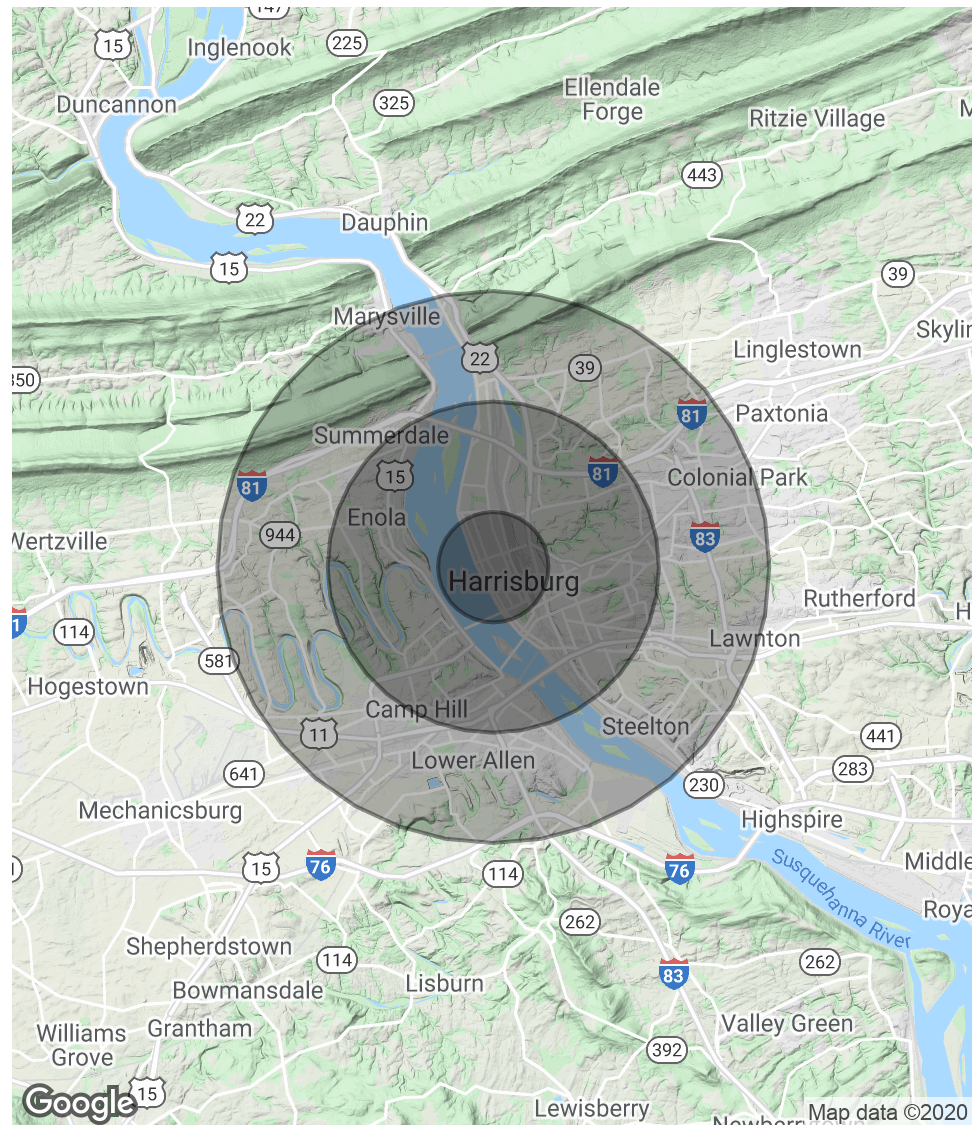 147
15
Inglenook
225
Duncannon
325
Ellendale
Forge
Ritzie Village
443
22
Dauphin
15
39
Marysville
Skylin
22
Linglestown
39
350
81
Paxtonia
Summerdale
81
15
Colonial Park
81
Enola
944
83
Wertzville
Harrisburg
Rutherford
H
1
114
Lawnton
581
Hogestown
Camp Hill
Steelton
11
441
Lower Allen
283
641
230
Mechanicsburg
Highspire
76
15
76
114
Middle
Susquehanna River
Roya
262
Shepherdstown
114
262
83
Lisburn
Bowmansdale
Valley Green
Williams
Grove
Grantham
392
15
Google
Lewisberry
Map data ©2020
Newberrytown